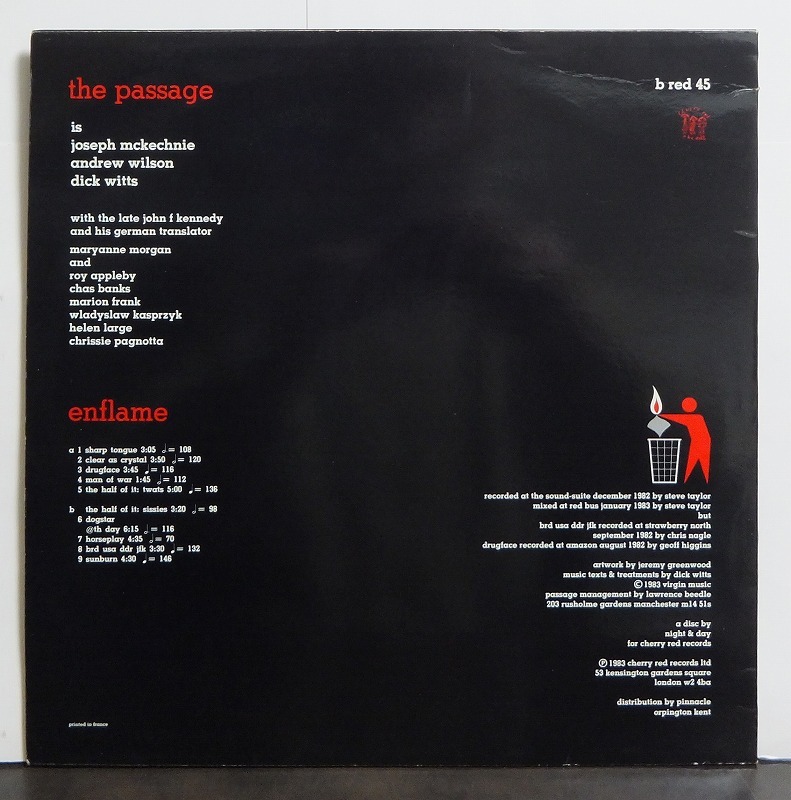 the passage
b red 45
is
joseph mckechnie
andrew wilson
dick witts
with the late john f kennedy
and his german translator
maryanne morgan
and
roy appleby
chas banks
marion frank
wladyslaw kasprzyk
helen large
chrissie pagnotta
enflame
a 1 sharp tongue 3:05 𝅗𝅥 = 108
2 clear as crystal 3:50 𝅗𝅥 = 120
3 drugface 3:45 ♩ = 116
4 man of war 1:45 𝅗𝅥 = 112
5 the half of it: twats 5:00 ♩ = 136
b the half of it: sissies 3:20 𝅗𝅥 = 98
6 dogstar
@th day 6:15 𝅗𝅥 = 116
7 horseplay 4:35 𝅗𝅥 = 70
8 brd usa ddr jfk 3:30 ♩ = 132
9 sunburn 4:30 ♩ = 146
recorded at the sound-suite december 1982 by steve taylor
mixed at red bus january 1983 by steve taylor
but
brd usa ddr jfk recorded at strawberry north
september 1982 by chris nagle
drugface recorded at amazon august 1982 by geoff higgins
artwork by jeremy greenwood
music texts & treatments by dick witts
© 1983 virgin music
passage management by lawrence beedle
203 rusholme gardens manchester m14 51s
a disc by
night & day
for cherry red records
℗ 1983 cherry red records ltd
53 kensington gardens square
london w2 4ba
distribution by pinnacle
orpington kent
printed in france